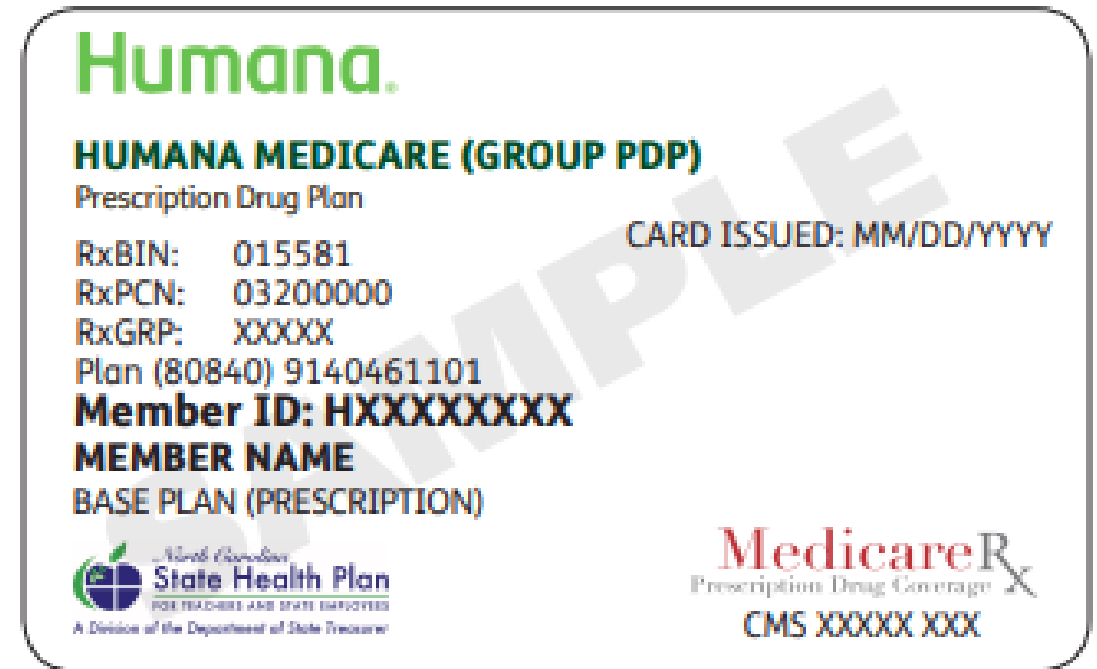 Humana.
HUMANA MEDICARE (GROUP PDP)
Prescription Drug Plan
CARD ISSUED: MM/DD/YYYY
RxBIN: 015581
RxPCN: 03200000
RxGRP: XXXXX
Plan (80840) 9140461101
Member ID: HXXXXXXXX
MEMBER NAME
BASE PLAN (PRESCRIPTION)
SAMPLE
North Carolina
State Health Plan
FOR TEACHERS AND STATE EMPLOYEES
A Division of the Department of State Treasurer
MedicareRx
Prescription Drug Coverage
CMS XXXXX XXX